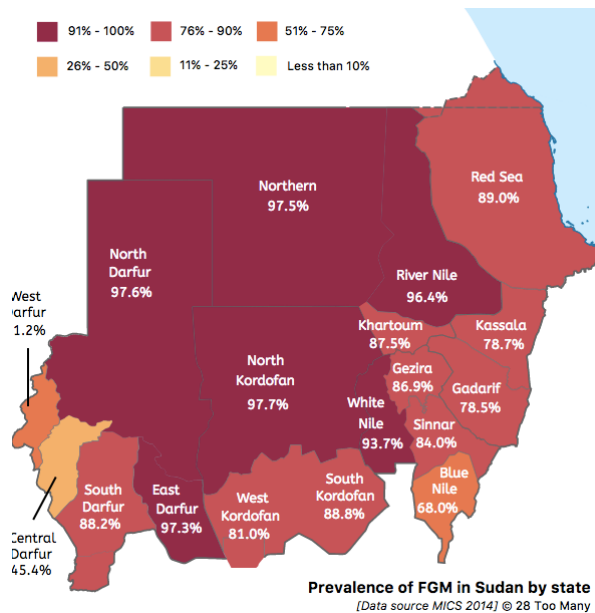 91% - 100%
76% - 90%
51% - 75%
26% - 50%
11% - 25%
Less than 10%
Northern
97.5%
Red Sea
89.0%
North
Darfur
97.6%
River Nile
96.4%
West
Darfur
1.2%
Khartoum
87.5%
Kassala
78.7%
North
Kordofan
97.7%
Gezira
86.9%
Gadarif
78.5%
White
Nile
93.7%
Sinnar
84.0%
Blue
Nile
68.0%
South
Darfur
88.2%
East
Darfur
97.3%
West
Kordofan
81.0%
South
Kordofan
88.8%
Central
Darfur
45.4%
Prevalence of FGM in Sudan by state
[Data source MICS 2014] © 28 Too Many